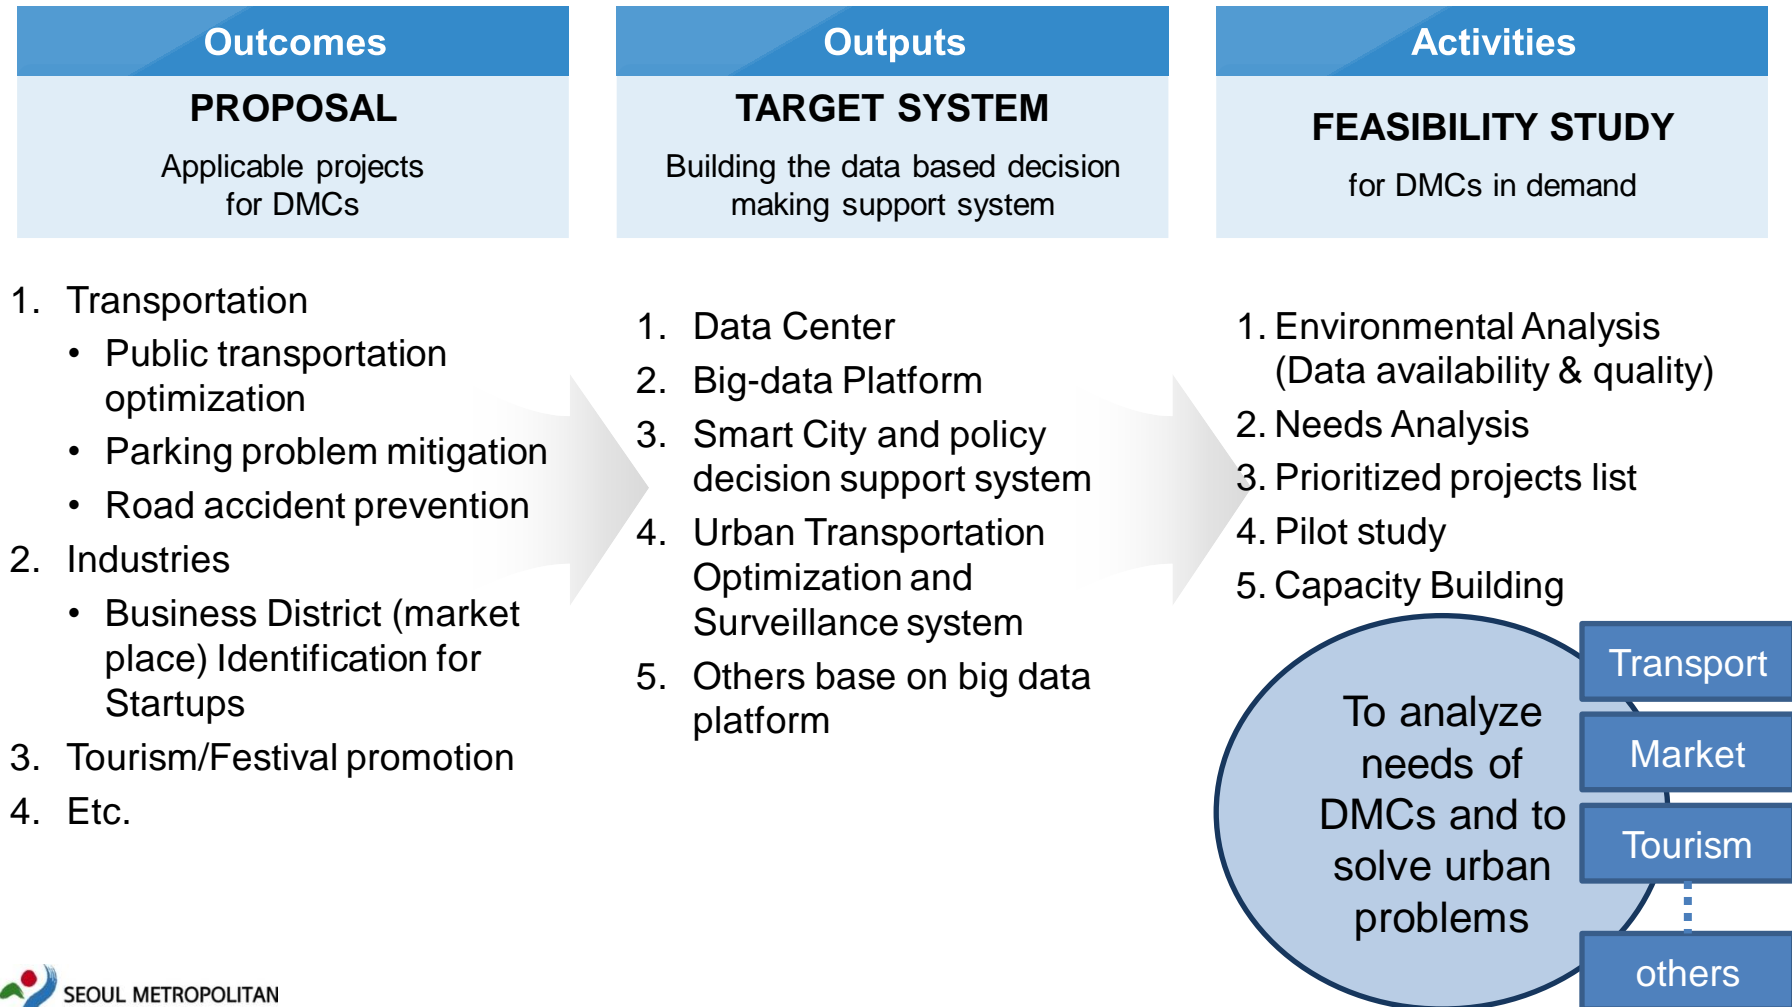 Outcomes
PROPOSAL
Applicable projects
for DMCs
1. Transportation
• Public transportation
optimization
• Parking problem mitigation
• Road accident prevention
2. Industries
• Business District (market
place) Identification for
Startups
3. Tourism/Festival promotion
4. Etc.
Outputs
TARGET SYSTEM
Building the data based decision
making support system
1. Data Center
2. Big-data Platform
3. Smart City and policy
decision support system
4. Urban Transportation
Optimization and
Surveillance system
5. Others base on big data
platform
Activities
FEASIBILITY STUDY
for DMCs in demand
1. Environmental Analysis
(Data availability & quality)
2. Needs Analysis
3. Prioritized projects list
4. Pilot study
5. Capacity Building
To analyze
needs of
DMCs and to
solve urban
problems
Transport
Market
Tourism
others
SEOUL METROPOLITAN